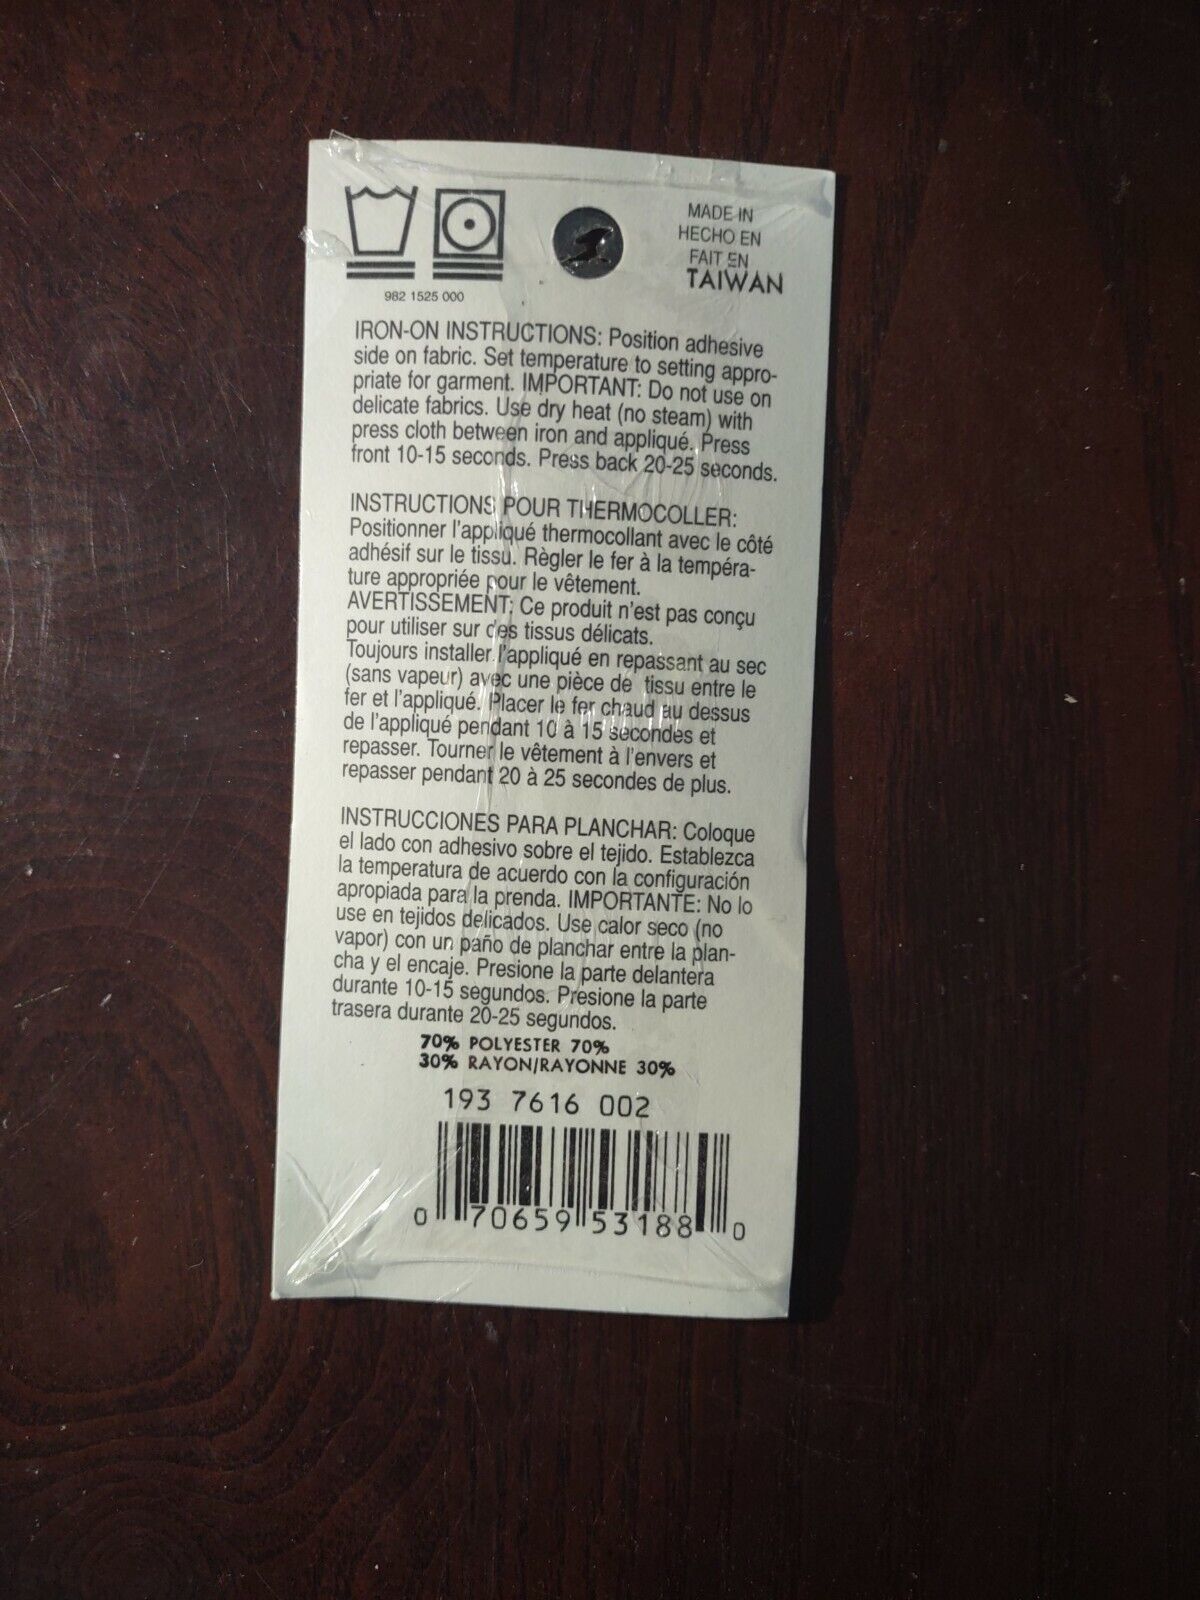 MADE IN
HECHO EN
FAIT EN
TAIWAN
982 1525 000
IRON-ON INSTRUCTIONS: Position adhesive
side on fabric. Set temperature to setting appro-
priate for garment. IMPORTANT: Do not use on
delicate fabrics. Use dry heat (no steam) with
press cloth between iron and appliqué. Press
front 10-15 seconds. Press back 20-25 seconds.
INSTRUCTIONS POUR THERMOCOLLER:
Positionner l'appliqué thermocollant avec le côté
adhésif sur le tissu. Règler le fer à la tempéra-
ture appropriée pour le vêtement.
AVERTISSEMENT: Ce produit n'est pas conçu
pour utiliser sur des tissus délicats.
Toujours installer l'appliqué en repassant au sec
(sans vapeur) avec une pièce de tissu entre le
fer et l'appliqué. Placer le fer chaud au dessus
de l'appliqué pendant 10 à 15 secondes et
repasser. Tourner le vêtement à l'envers et
repasser pendant 20 à 25 secondes de plus.
INSTRUCCIONES PARA PLANCHAR: Coloque
el lado con adhesivo sobre el tejido. Establezca
la temperatura de acuerdo con la configuración
apropiada para la prenda. IMPORTANTE: No lo
use en tejidos delicados. Use calor seco (no
vapor) con un paño de planchar entre la plan-
cha y el encaje. Presione la parte delantera
durante 10-15 segundos. Presione la parte
trasera durante 20-25 segundos.
70% POLYESTER 70%
30% RAYON/RAYONNE 30%
193 7616 002
0 70659 53188 0